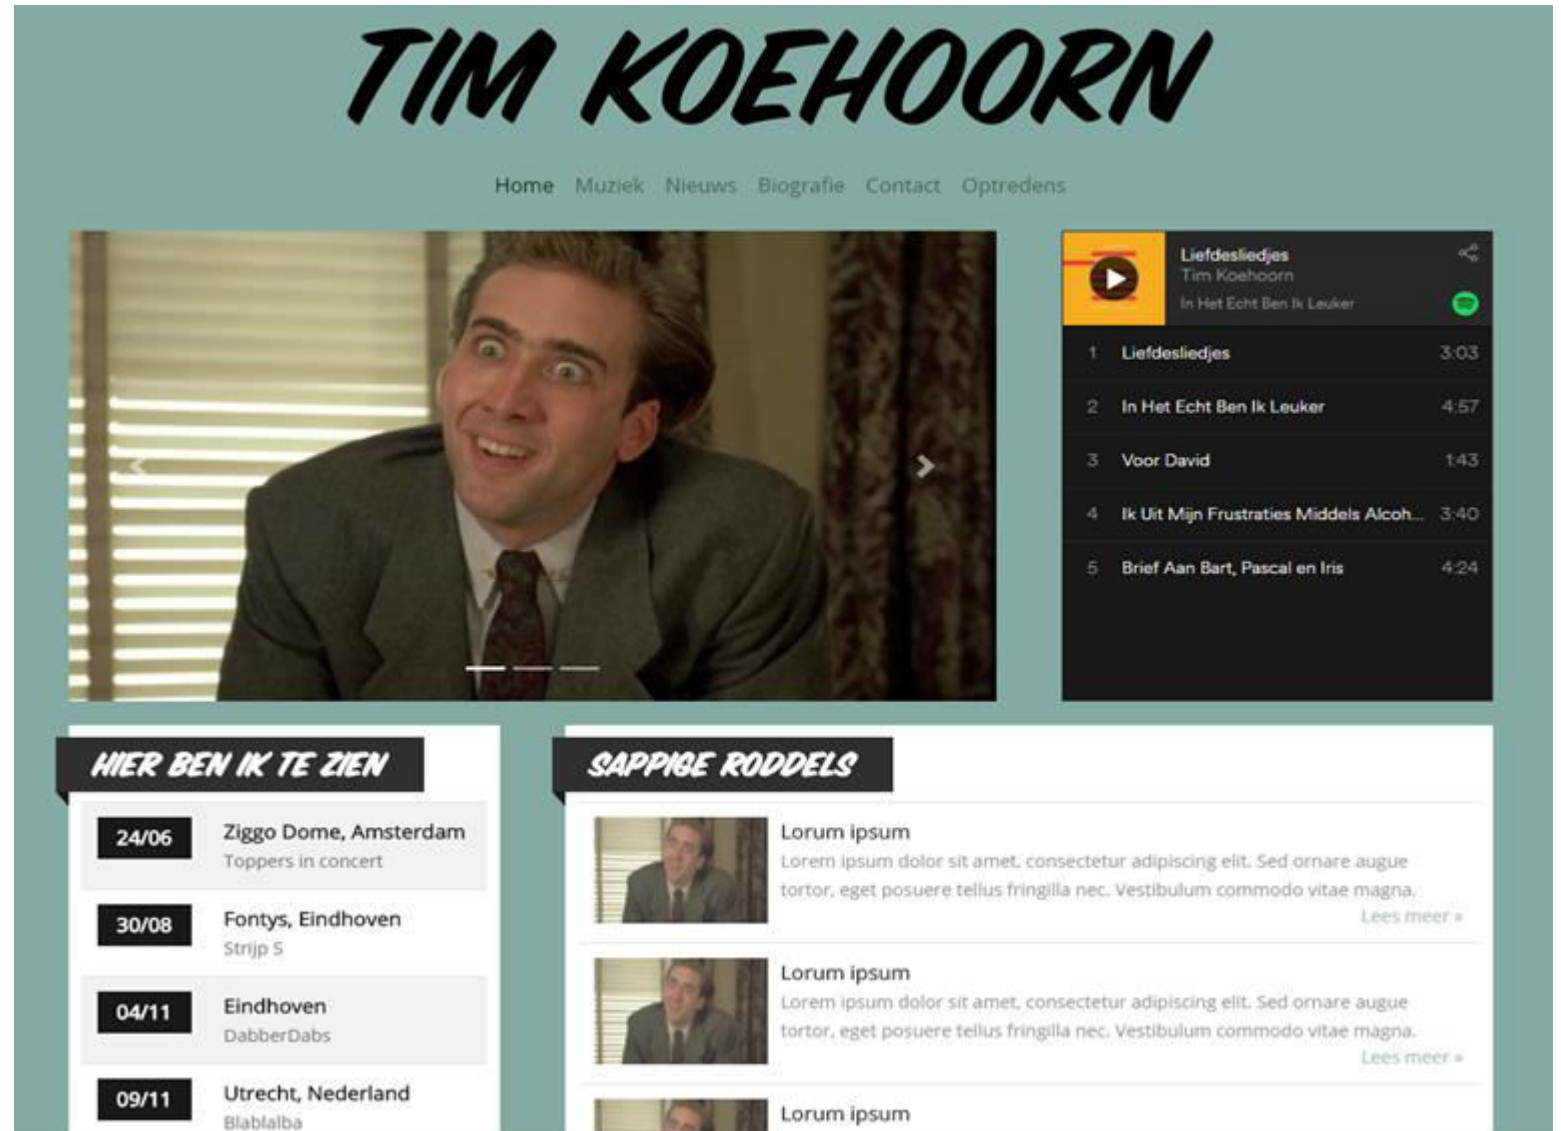 TIM KOEHOORN
Home Muziek Nieuws Biografie Contact Optredens
Liefdesliedjes
Tim Koehoorn
In Het Echt Ben Ik Leuker
1 Liefdesliedjes 3:03
2 In Het Echt Ben Ik Leuker 4:57
3 Voor David 1:43
4 Ik Uit Mijn Frustraties Middels Alcoh... 3:40
5 Brief Aan Bart, Pascal en Iris 4:24
HIER BEN IK TE ZIEN
24/06 Ziggo Dome, Amsterdam
Toppers in concert
30/08 Fontys, Eindhoven
Strijp S
04/11 Eindhoven
DabberDabs
09/11 Utrecht, Nederland
Blablalba
SAPPIGE RODDELS
Lorum ipsum
Lorem ipsum dolor sit amet, consectetur adipiscing elit. Sed ornare augue
tortor, eget posuere tellus fringilla nec. Vestibulum commodo vitae magna.
Lees meer »
Lorum ipsum
Lorem ipsum dolor sit amet, consectetur adipiscing elit. Sed ornare augue
tortor, eget posuere tellus fringilla nec. Vestibulum commodo vitae magna.
Lees meer »
Lorum ipsum